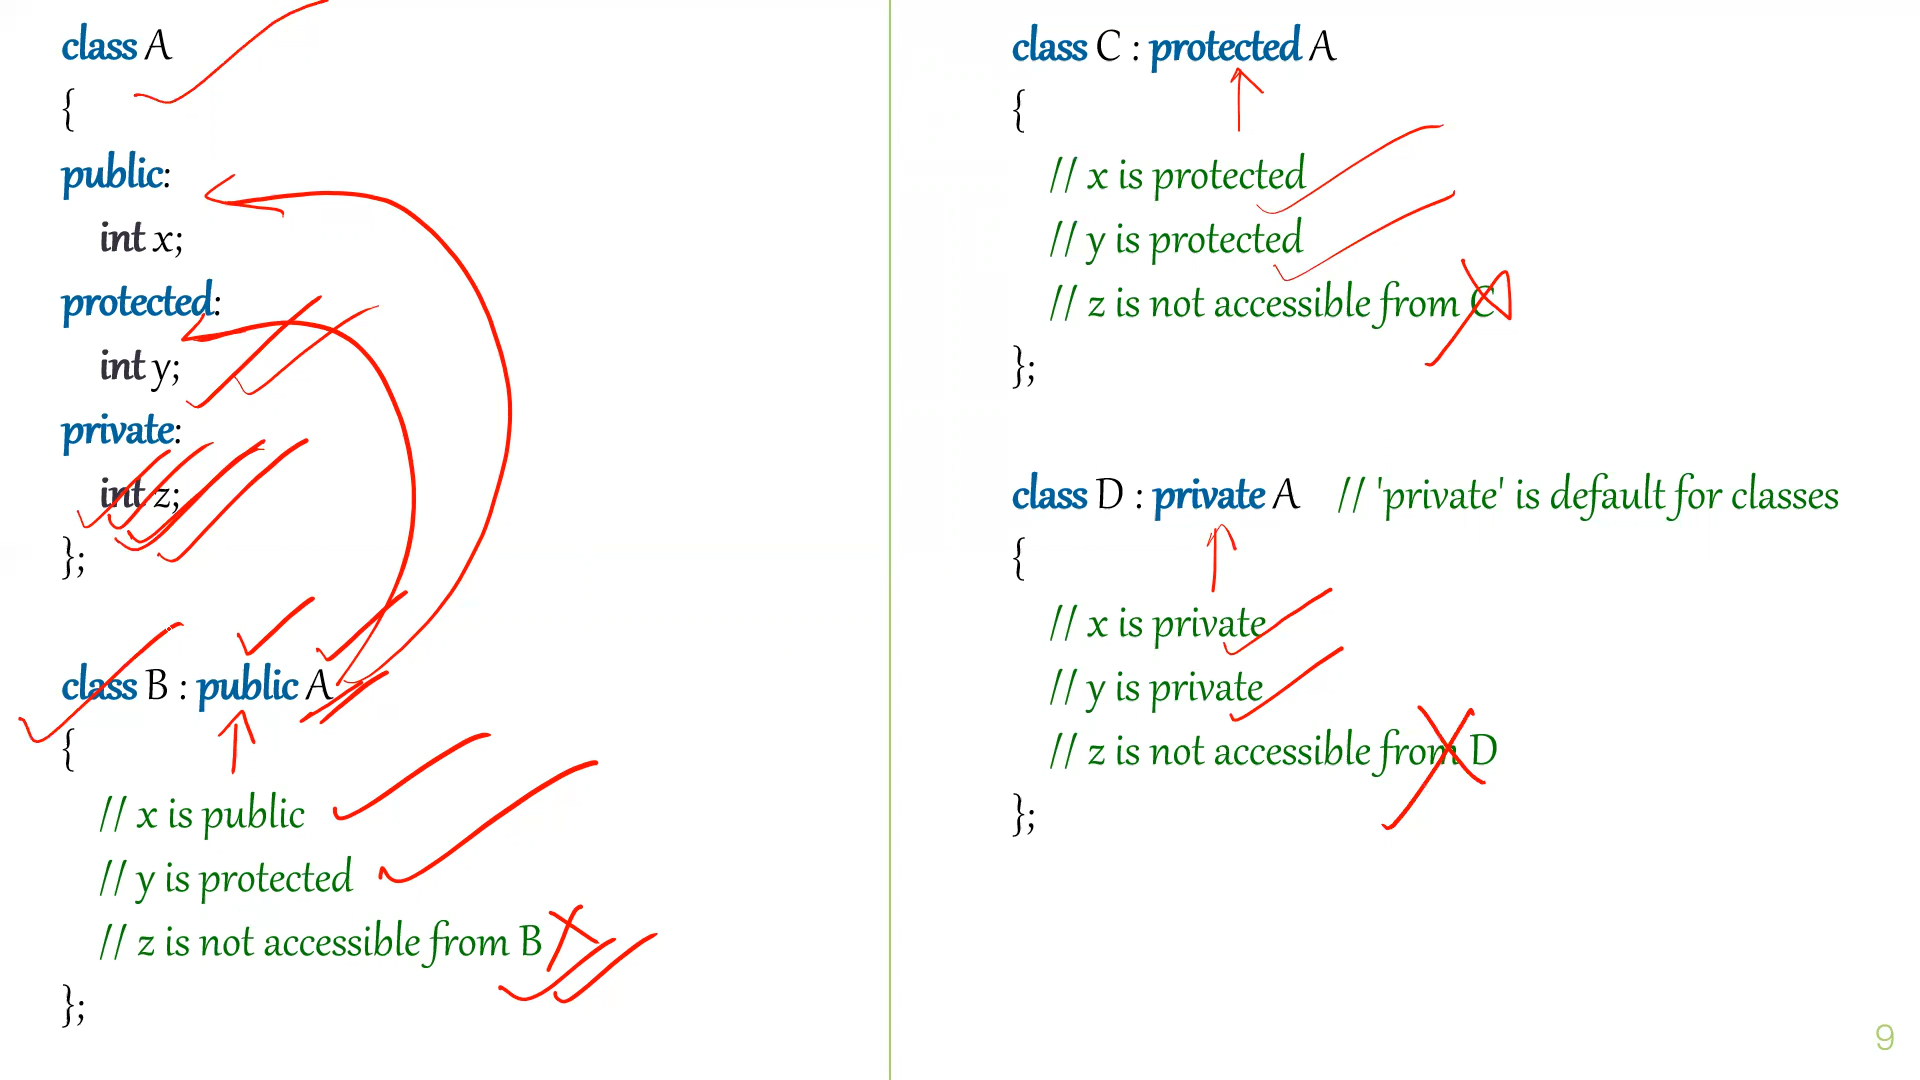 class A
{
public:
int x;
protected:
int y;
private:
int z;
};
class B : public A
{
// x is public
// y is protected
// z is not accessible from B
};
class C : protected A
{
// x is protected
// y is protected
// z is not accessible from C
};
class D : private A // 'private' is default for classes
{
// x is private
// y is private
// z is not accessible from D
};
9